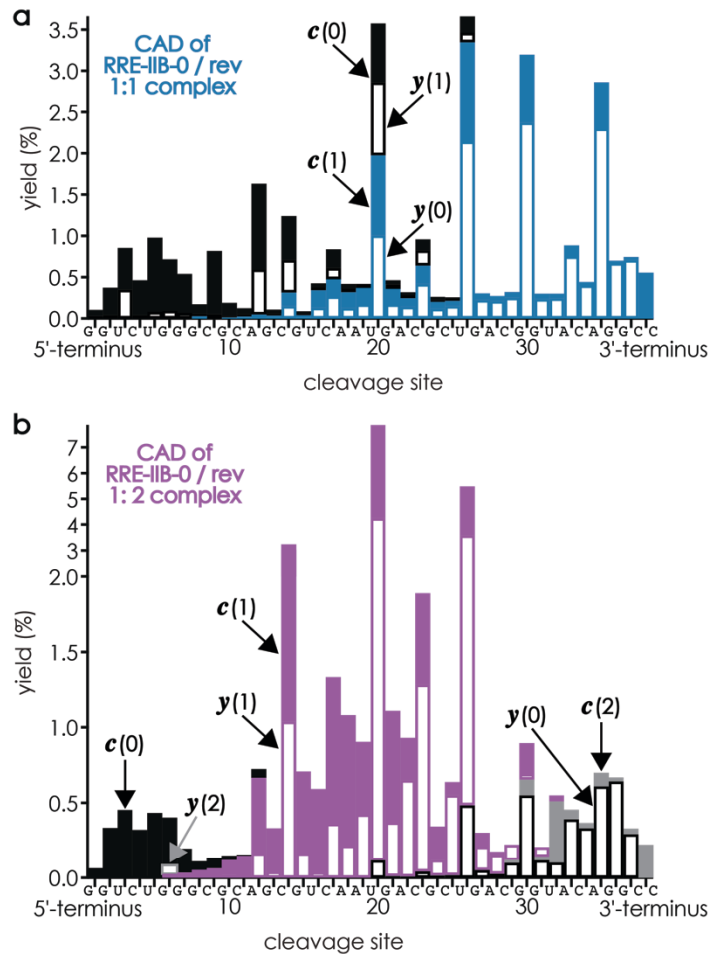 a
CAD of
RRE-IIB-0 / rev
1:1 complex
c(0)
y(1)
c(1)
y(0)
yield (%)
3.5
3.0
2.5
2.0
1.5
1.0
0.5
0.0
G G U C U G G G C G C A G C G U C A A U G A C G C U G A C G G U A C A G G C C
5'-terminus 10 20 30 3'-terminus
cleavage site
b
CAD of
RRE-IIB-0 / rev
1: 2 complex
c(1)
y(1)
c(0)
y(2)
y(0)
c(2)
yield (%)
7
6
5
4
3
2.0
1.5
1.0
0.5
0.0
G G U C U G G G C G C A G C G U C A A U G A C G C U G A C G G U A C A G G C C
5'-terminus 10 20 30 3'-terminus
cleavage site